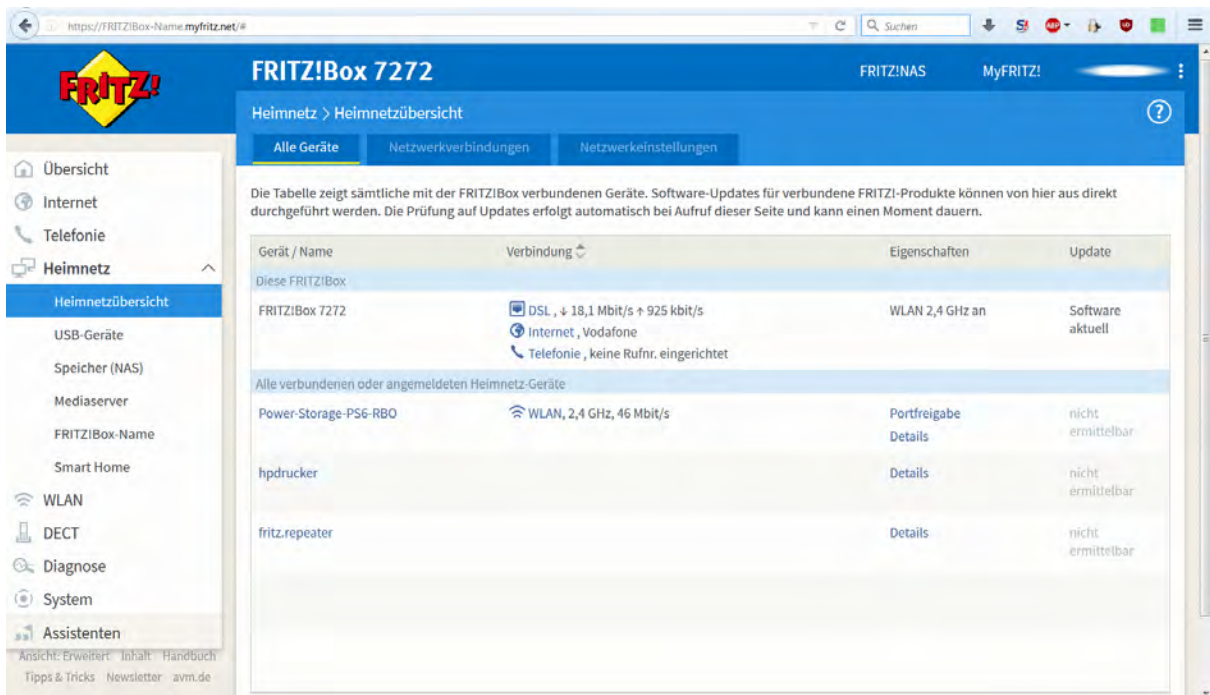 https://FRITZ!Box-Name.myfritz.net/#
Suchen
FRITZ!
FRITZ!Box 7272
FRITZ!NAS
MyFRITZ!
Heimnetz > Heimnetzübersicht
Alle Geräte
Netzwerkverbindungen
Netzwerkeinstellungen
Übersicht
Internet
Telefonie
Heimnetz
Heimnetzübersicht
USB-Geräte
Speicher (NAS)
Mediaserver
FRITZ!Box-Name
Smart Home
WLAN
DECT
Diagnose
System
Assistenten
Ansicht: Erweitert Inhalt Handbuch
Tipps & Tricks Newsletter avm.de
Die Tabelle zeigt sämtliche mit der FRITZ!Box verbundenen Geräte. Software-Updates für verbundene FRITZ!-Produkte können von hier aus direkt
durchgeführt werden. Die Prüfung auf Updates erfolgt automatisch bei Aufruf dieser Seite und kann einen Moment dauern.
Gerät / Name Verbindung Eigenschaften Update
Diese FRITZ!Box
FRITZ!Box 7272 DSL , ↓ 18,1 Mbit/s ↑ 925 kbit/s WLAN 2,4 GHz an Software
Internet , Vodafone aktuell
Telefonie , keine Rufnr. eingerichtet
Alle verbundenen oder angemeldeten Heimnetz-Geräte
Power-Storage-PS6-RBO WLAN, 2,4 GHz, 46 Mbit/s Portfreigabe nicht
Details ermittelbar
hpdrucker Details nicht
ermittelbar
fritz.repeater Details nicht
ermittelbar